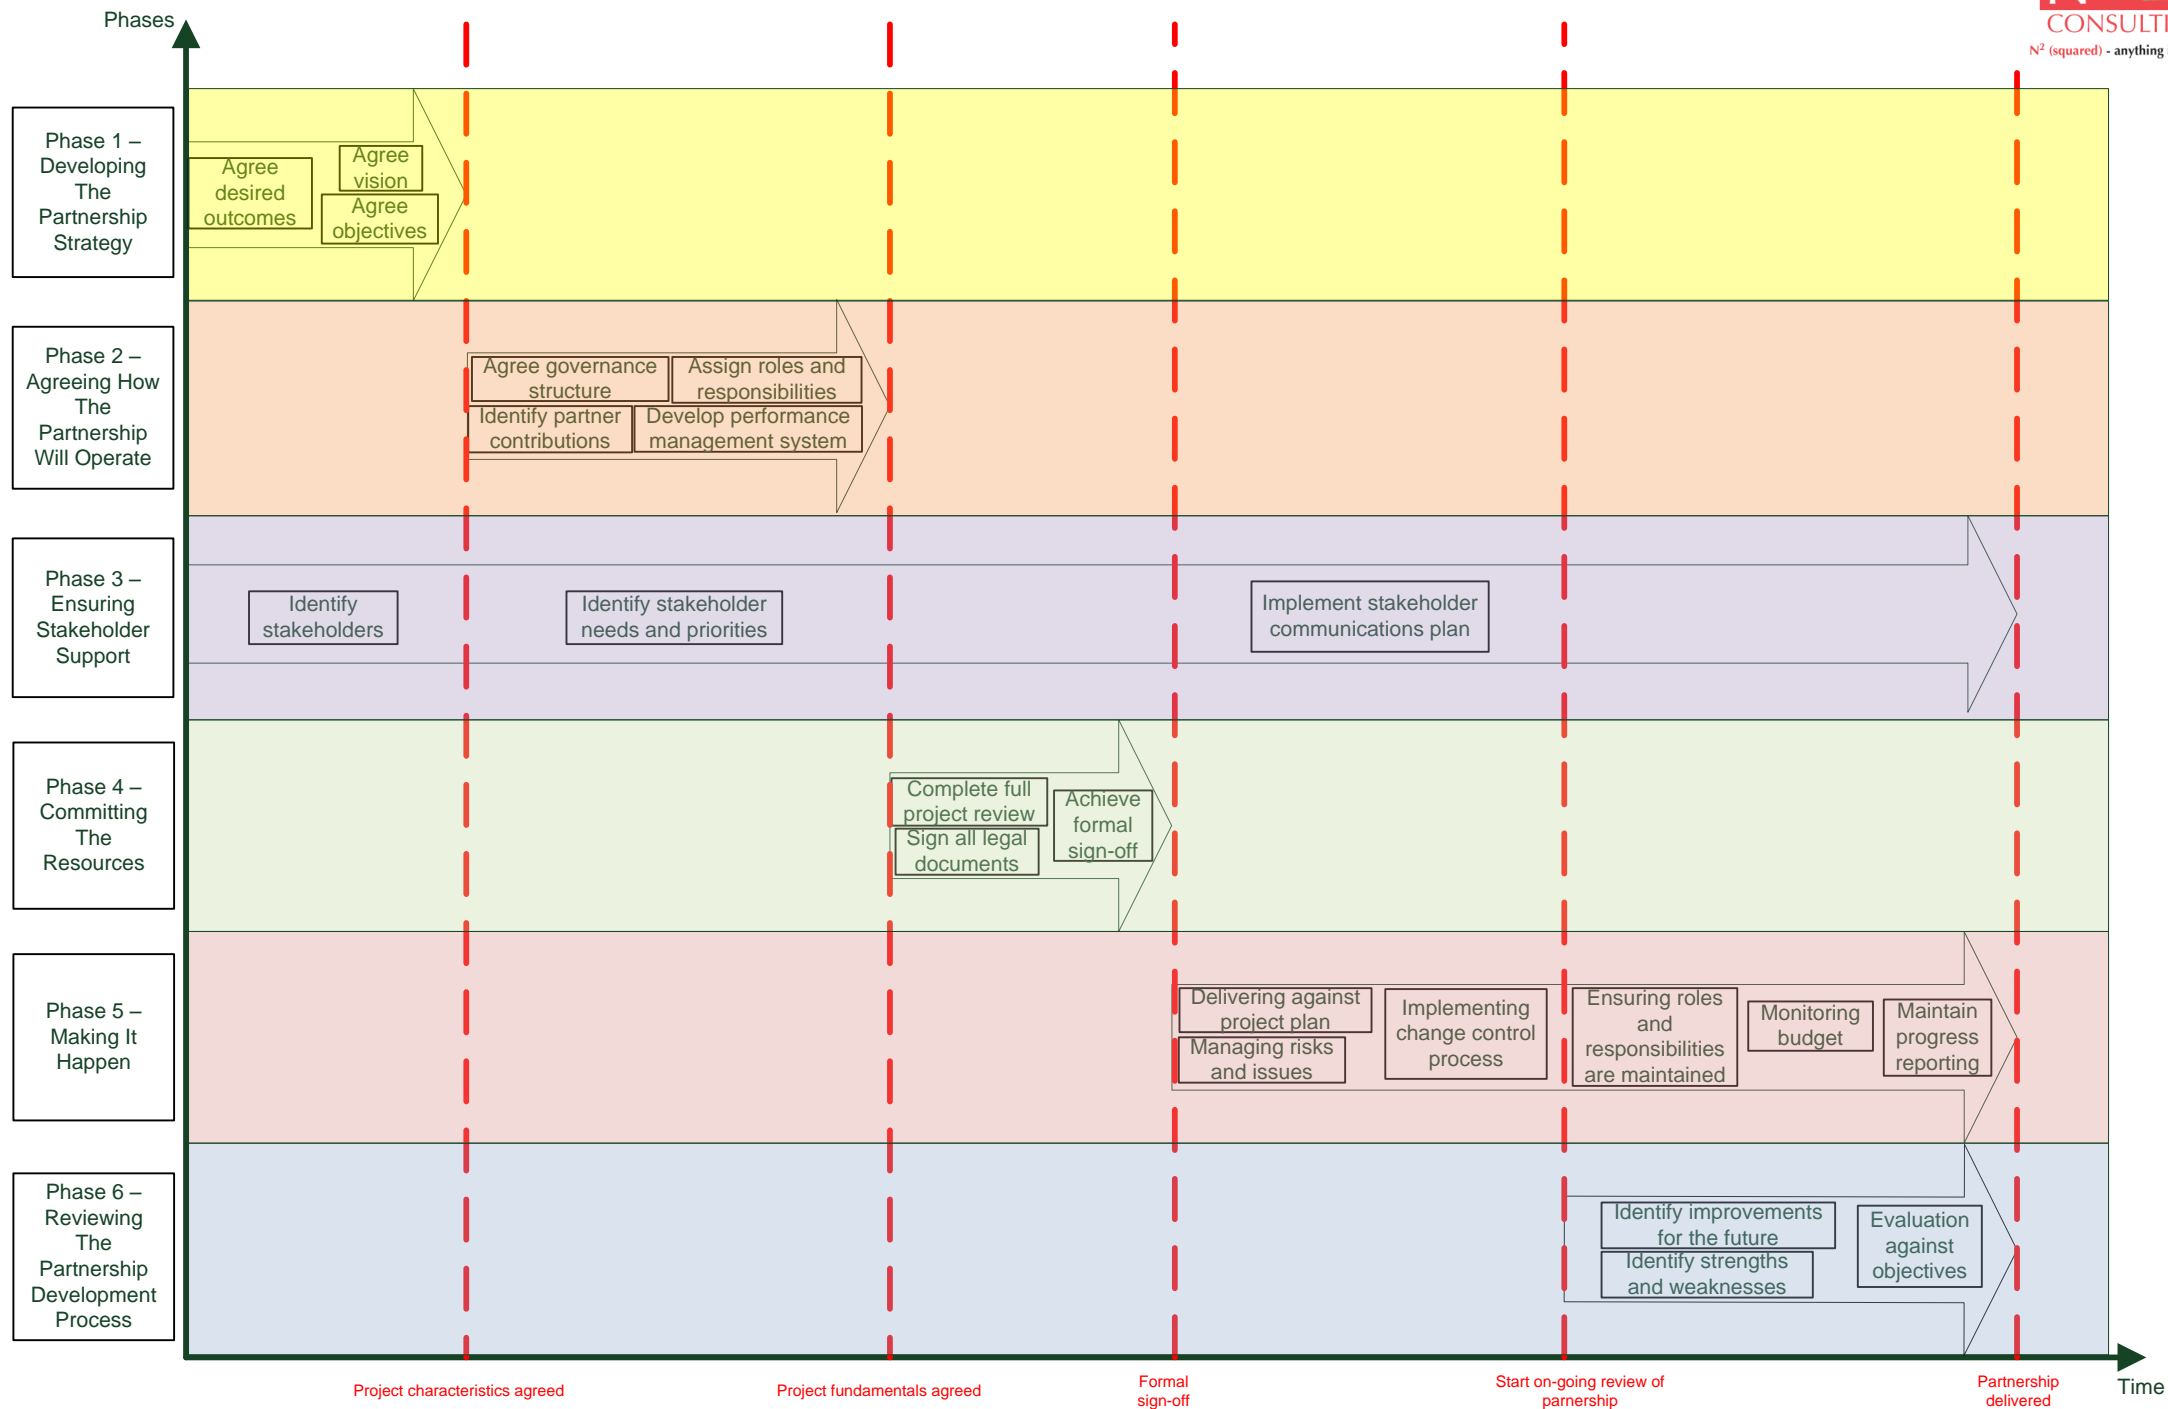 Phases
CONSULTI
N² (squared) - anything
Phase 1 –
Developing
The
Partnership
Strategy
Agree
desired
outcomes
Agree
vision
Agree
objectives
Phase 2 –
Agreeing How
The
Partnership
Will Operate
Agree governance
structure
Assign roles and
responsibilities
Identify partner
contributions
Develop performance
management system
Phase 3 –
Ensuring
Stakeholder
Support
Identify
stakeholders
Identify stakeholder
needs and priorities
Implement stakeholder
communications plan
Phase 4 –
Committing
The
Resources
Complete full
project review
Sign all legal
documents
Achieve
formal
sign-off
Phase 5 –
Making It
Happen
Delivering against
project plan
Managing risks
and issues
Implementing
change control
process
Ensuring roles
and
responsibilities
are maintained
Monitoring
budget
Maintain
progress
reporting
Phase 6 –
Reviewing
The
Partnership
Development
Process
Identify improvements
for the future
Identify strengths
and weaknesses
Evaluation
against
objectives
Project characteristics agreed
Project fundamentals agreed
Formal
sign-off
Start on-going review of
parnership
Partnership
delivered
Time